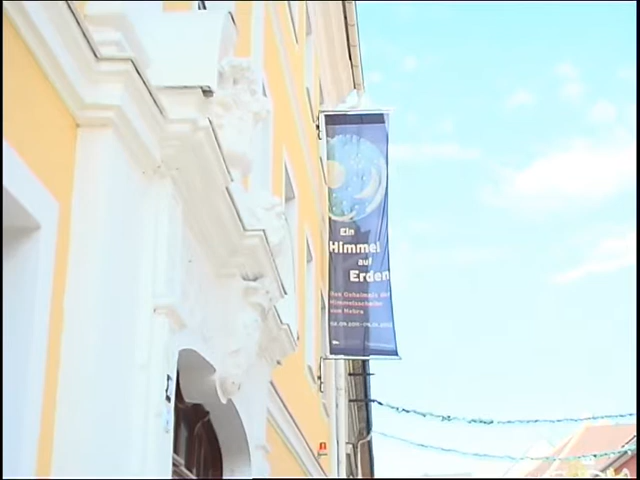 Ein
Himmel
auf
Erden
Das Geheimnis der
Himmelsscheibe
von Nebra